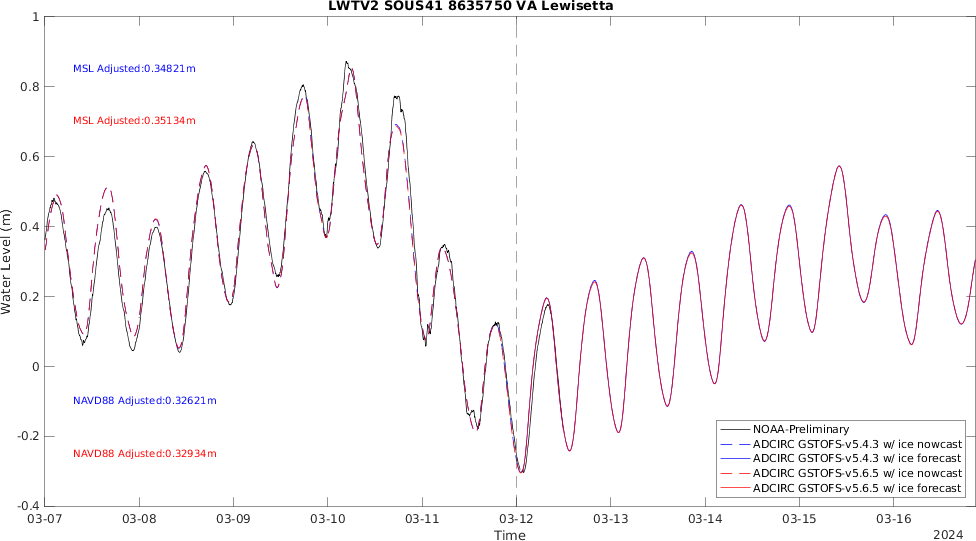 LWTV2 SOUS41 8635750 VA Lewisetta
1
0.8
0.6
0.4
0.2
0
-0.2
-0.4
Water Level (m)
MSL Adjusted:0.34821m
MSL Adjusted:0.35134m
NAVD88 Adjusted:0.32621m
NAVD88 Adjusted:0.32934m
NOAA-Preliminary
ADCIRC GSTOFS-v5.4.3 w/ ice nowcast
ADCIRC GSTOFS-v5.4.3 w/ ice forecast
ADCIRC GSTOFS-v5.6.5 w/ ice nowcast
ADCIRC GSTOFS-v5.6.5 w/ ice forecast
03-07 03-08 03-09 03-10 03-11 03-12 03-13 03-14 03-15 03-16
Time
2024